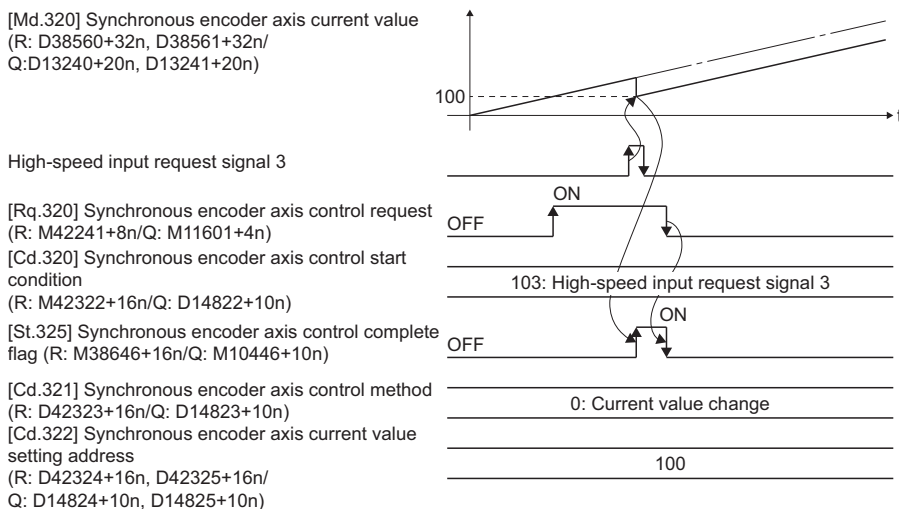 [Md.320] Synchronous encoder axis current value
(R: D38560+32n, D38561+32n/
Q:D13240+20n, D13241+20n)
100
t
High-speed input request signal 3
[Rq.320] Synchronous encoder axis control request
(R: M42241+8n/Q: M11601+4n)
OFF
ON
[Cd.320] Synchronous encoder axis control start
condition
(R: M42322+16n/Q: D14822+10n)
103: High-speed input request signal 3
[St.325] Synchronous encoder axis control complete
flag (R: M38646+16n/Q: M10446+10n)
OFF
ON
[Cd.321] Synchronous encoder axis control method
(R: D42323+16n/Q: D14823+10n)
0: Current value change
[Cd.322] Synchronous encoder axis current value
setting address
(R: D42324+16n, D42325+16n/
Q: D14824+10n, D14825+10n)
100